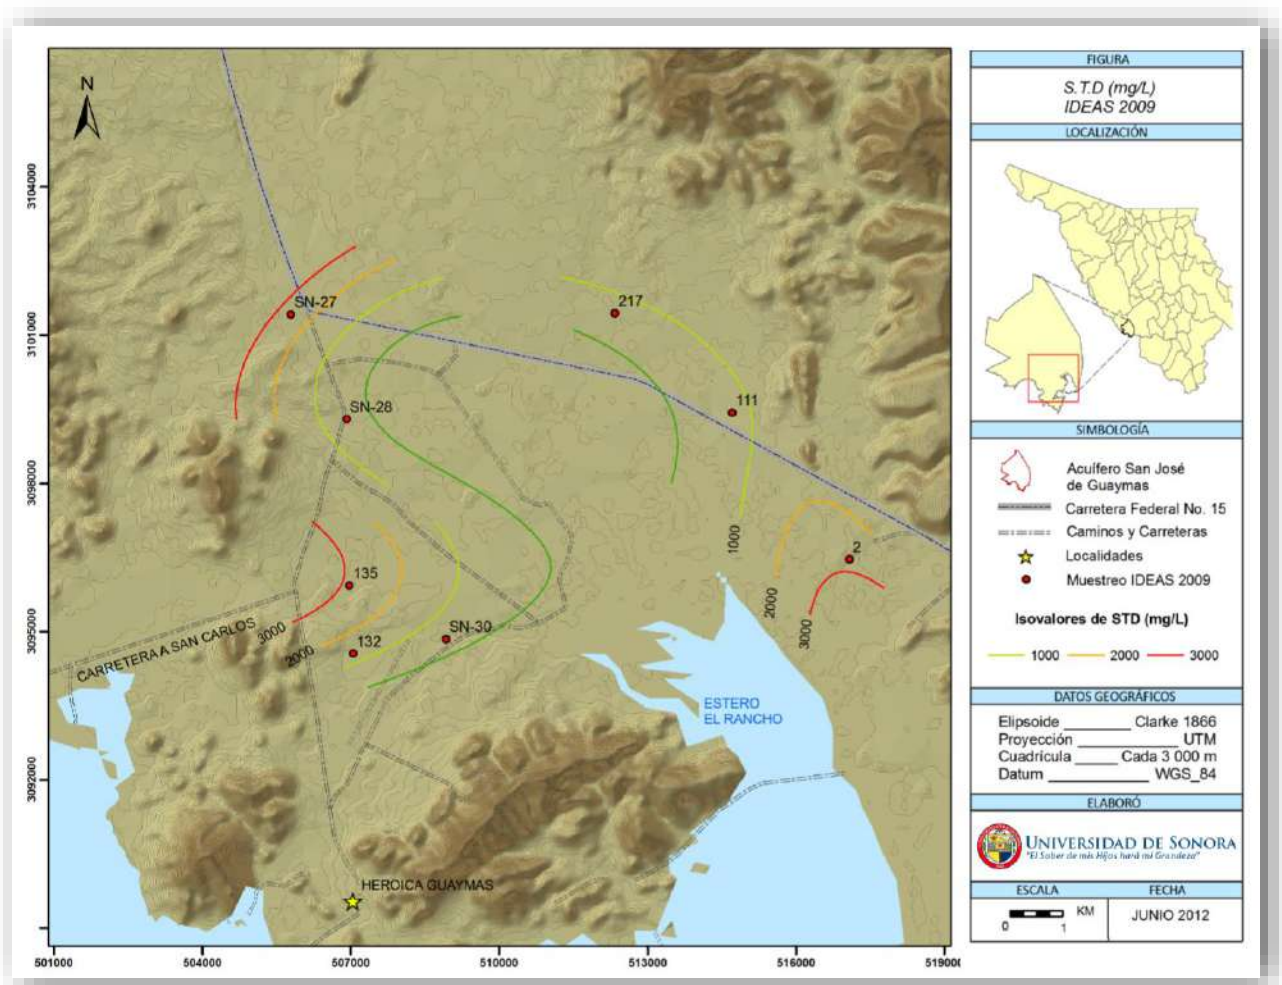 N
3104000
3101000
3098000
3095000
3092000
501000
504000
507000
510000
513000
516000
519000
SN-27
217
SN-28
111
1000
2
135
2000
3000
SN-30
132
3000
2000
CARRETERA A SAN CARLOS
ESTERO
EL RANCHO
HEROICA GUAYMAS
FIGURA
S.T.D (mg/L)
IDEAS 2009
LOCALIZACIÓN
SIMBOLOGÍA
Acuífero San José
de Guaymas
Carretera Federal No. 15
Caminos y Carreteras
Localidades
Muestreo IDEAS 2009
Isovalores de STD (mg/L)
1000 2000 3000
DATOS GEOGRÁFICOS
Elipsoide Clarke 1866
Proyección UTM
Cuadrícula Cada 3 000 m
Datum WGS_84
ELABORÓ
UNIVERSIDAD DE SONORA
"El Saber de mis Hijos hará mi Grandeza"
ESCALA FECHA
KM
0 1
JUNIO 2012